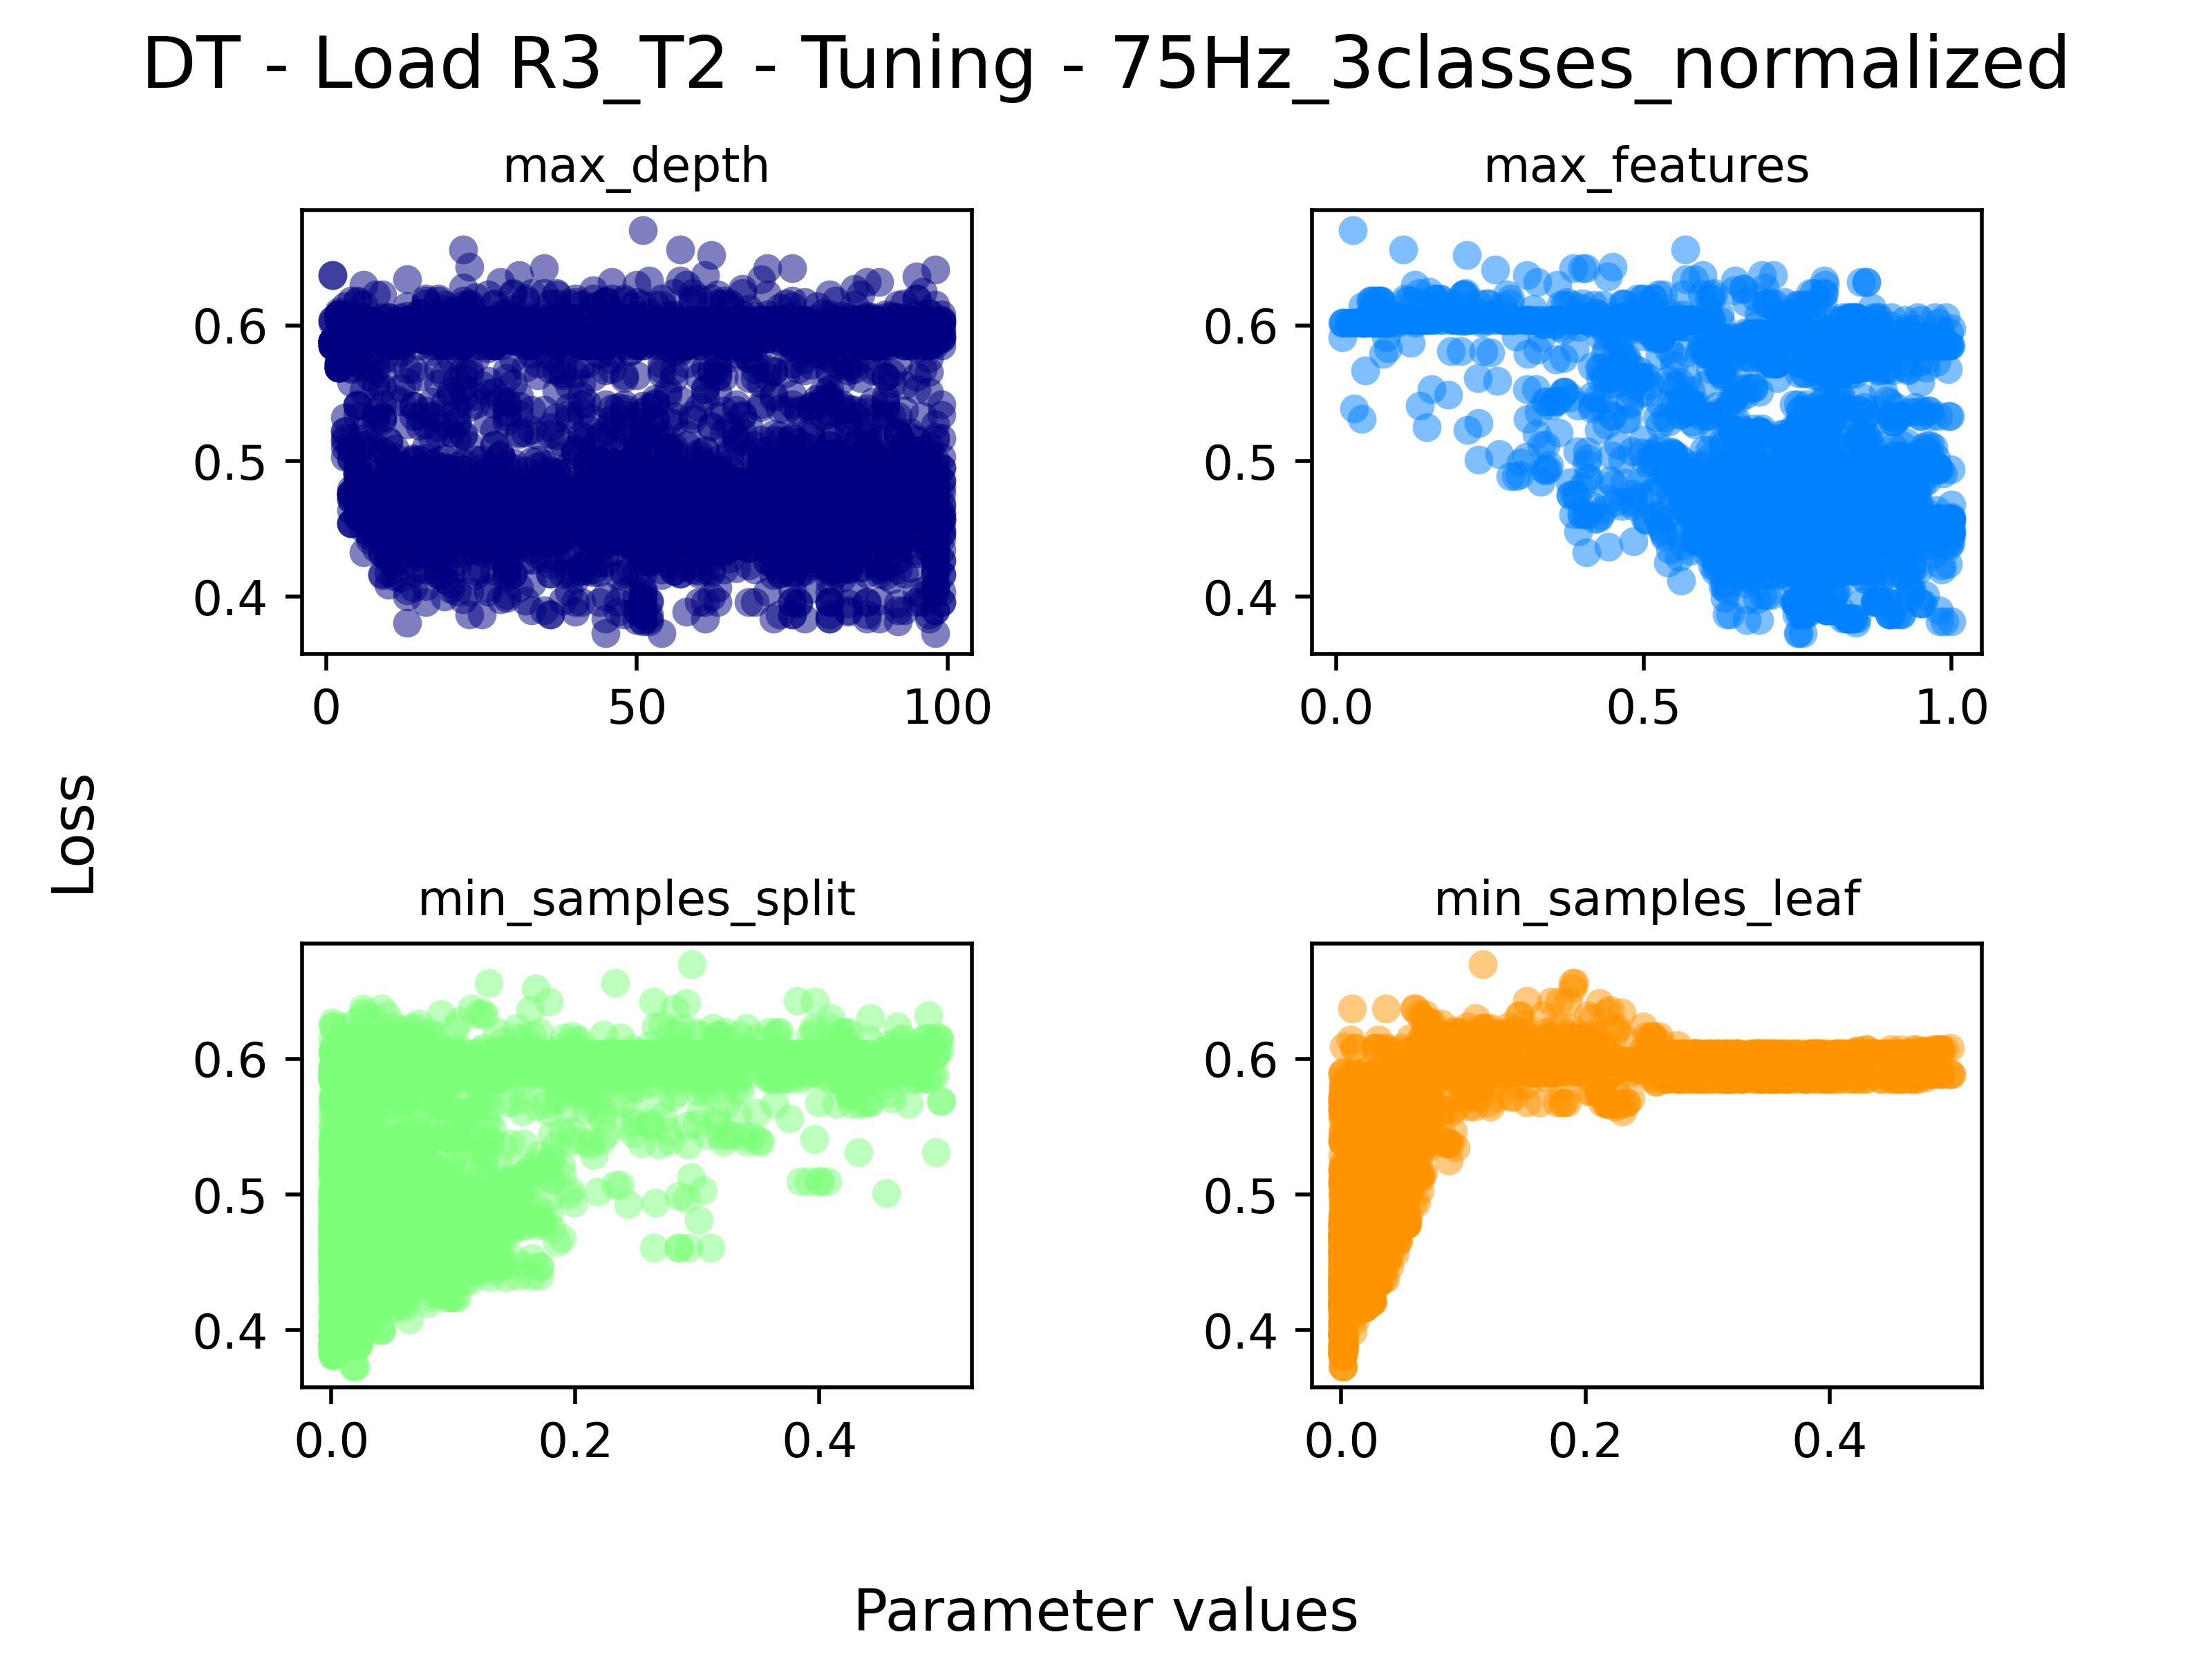 DT - Load R3_T2 - Tuning - 75Hz_3classes_normalized
max_depth
0.6
0.5
0.4
0 50 100
max_features
0.6
0.5
0.4
0.0 0.5 1.0
Loss
min_samples_split
0.6
0.5
0.4
0.0 0.2 0.4
min_samples_leaf
0.6
0.5
0.4
0.0 0.2 0.4
Parameter values